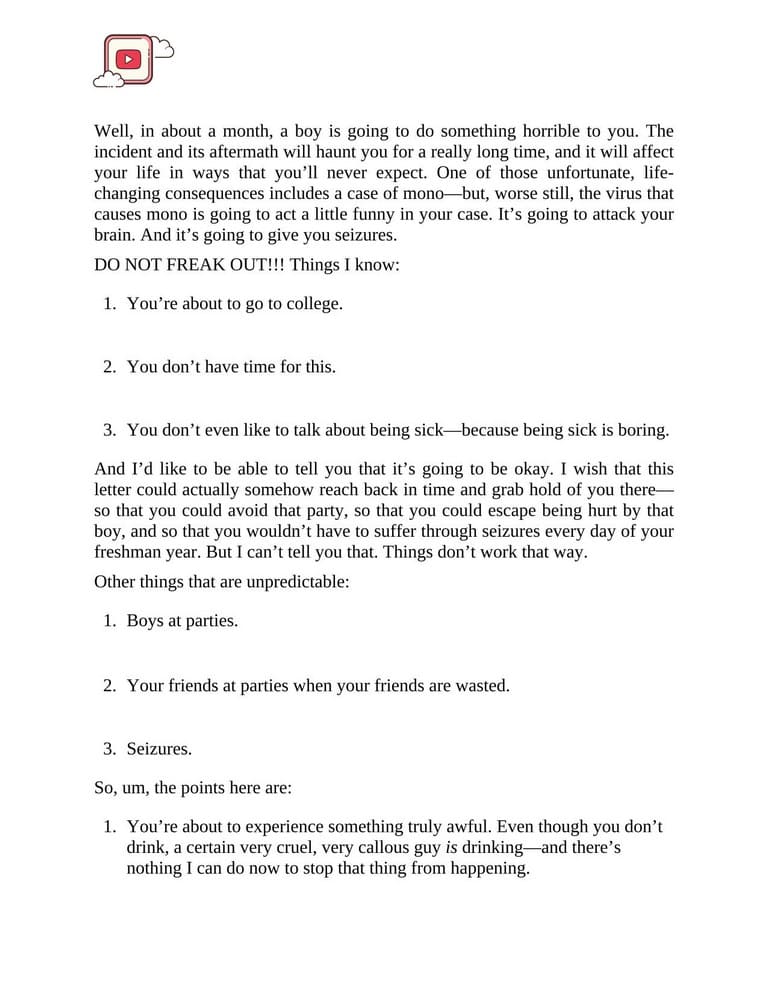 Well, in about a month, a boy is going to do something horrible to you. The
incident and its aftermath will haunt you for a really long time, and it will affect
your life in ways that you’ll never expect. One of those unfortunate, life-
changing consequences includes a case of mono—but, worse still, the virus that
causes mono is going to act a little funny in your case. It’s going to attack your
brain. And it’s going to give you seizures.
DO NOT FREAK OUT!!! Things I know:
1. You’re about to go to college.
2. You don’t have time for this.
3. You don’t even like to talk about being sick—because being sick is boring.
And I’d like to be able to tell you that it’s going to be okay. I wish that this
letter could actually somehow reach back in time and grab hold of you there—
so that you could avoid that party, so that you could escape being hurt by that
boy, and so that you wouldn’t have to suffer through seizures every day of your
freshman year. But I can’t tell you that. Things don’t work that way.
Other things that are unpredictable:
1. Boys at parties.
2. Your friends at parties when your friends are wasted.
3. Seizures.
So, um, the points here are:
1. You’re about to experience something truly awful. Even though you don’t
drink, a certain very cruel, very callous guy is drinking—and there’s
nothing I can do now to stop that thing from happening.